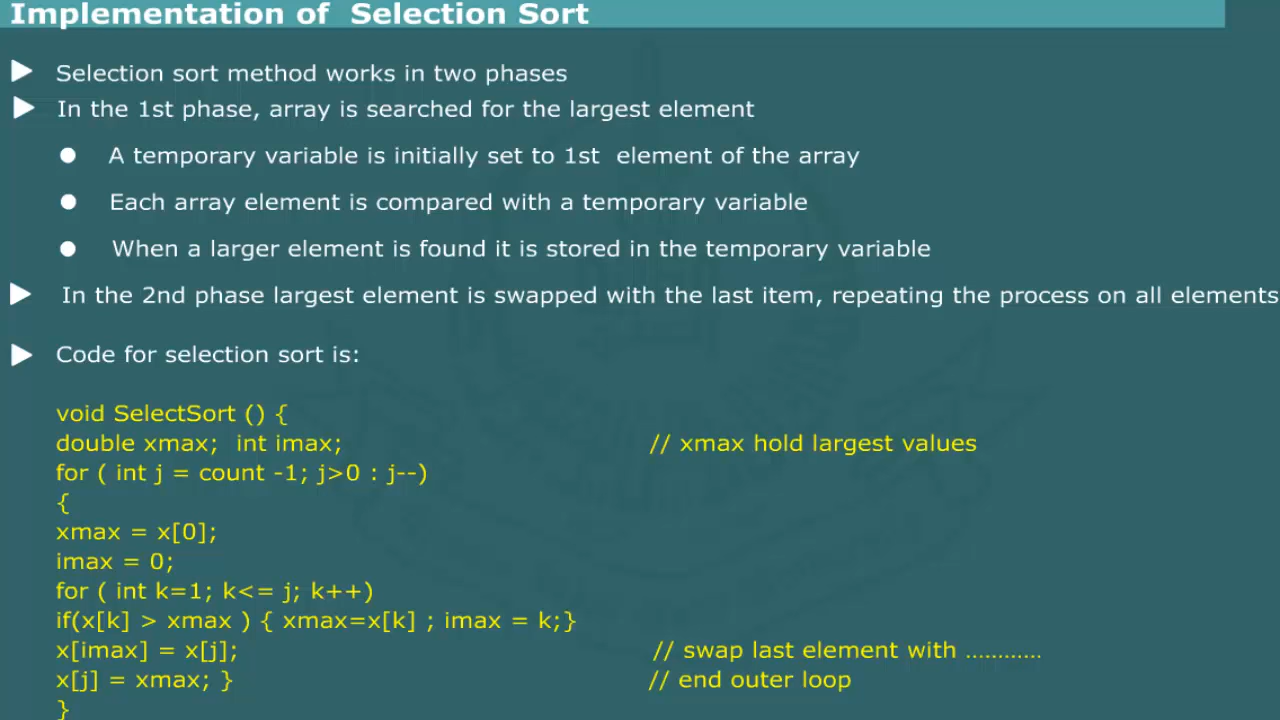 Implementation of Selection Sort
Selection sort method works in two phases
In the 1st phase, array is searched for the largest element
A temporary variable is initially set to 1st element of the array
Each array element is compared with a temporary variable
When a larger element is found it is stored in the temporary variable
In the 2nd phase largest element is swapped with the last item, repeating the process on all elements
Code for selection sort is:
void SelectSort () {
double xmax; int imax; // xmax hold largest values
for ( int j = count -1; j>0 : j--)
{
xmax = x[0];
imax = 0;
for ( int k=1; k<= j; k++)
if(x[k] > xmax ) { xmax=x[k] ; imax = k;}
x[imax] = x[j]; // swap last element with ............
x[j] = xmax; } // end outer loop
}